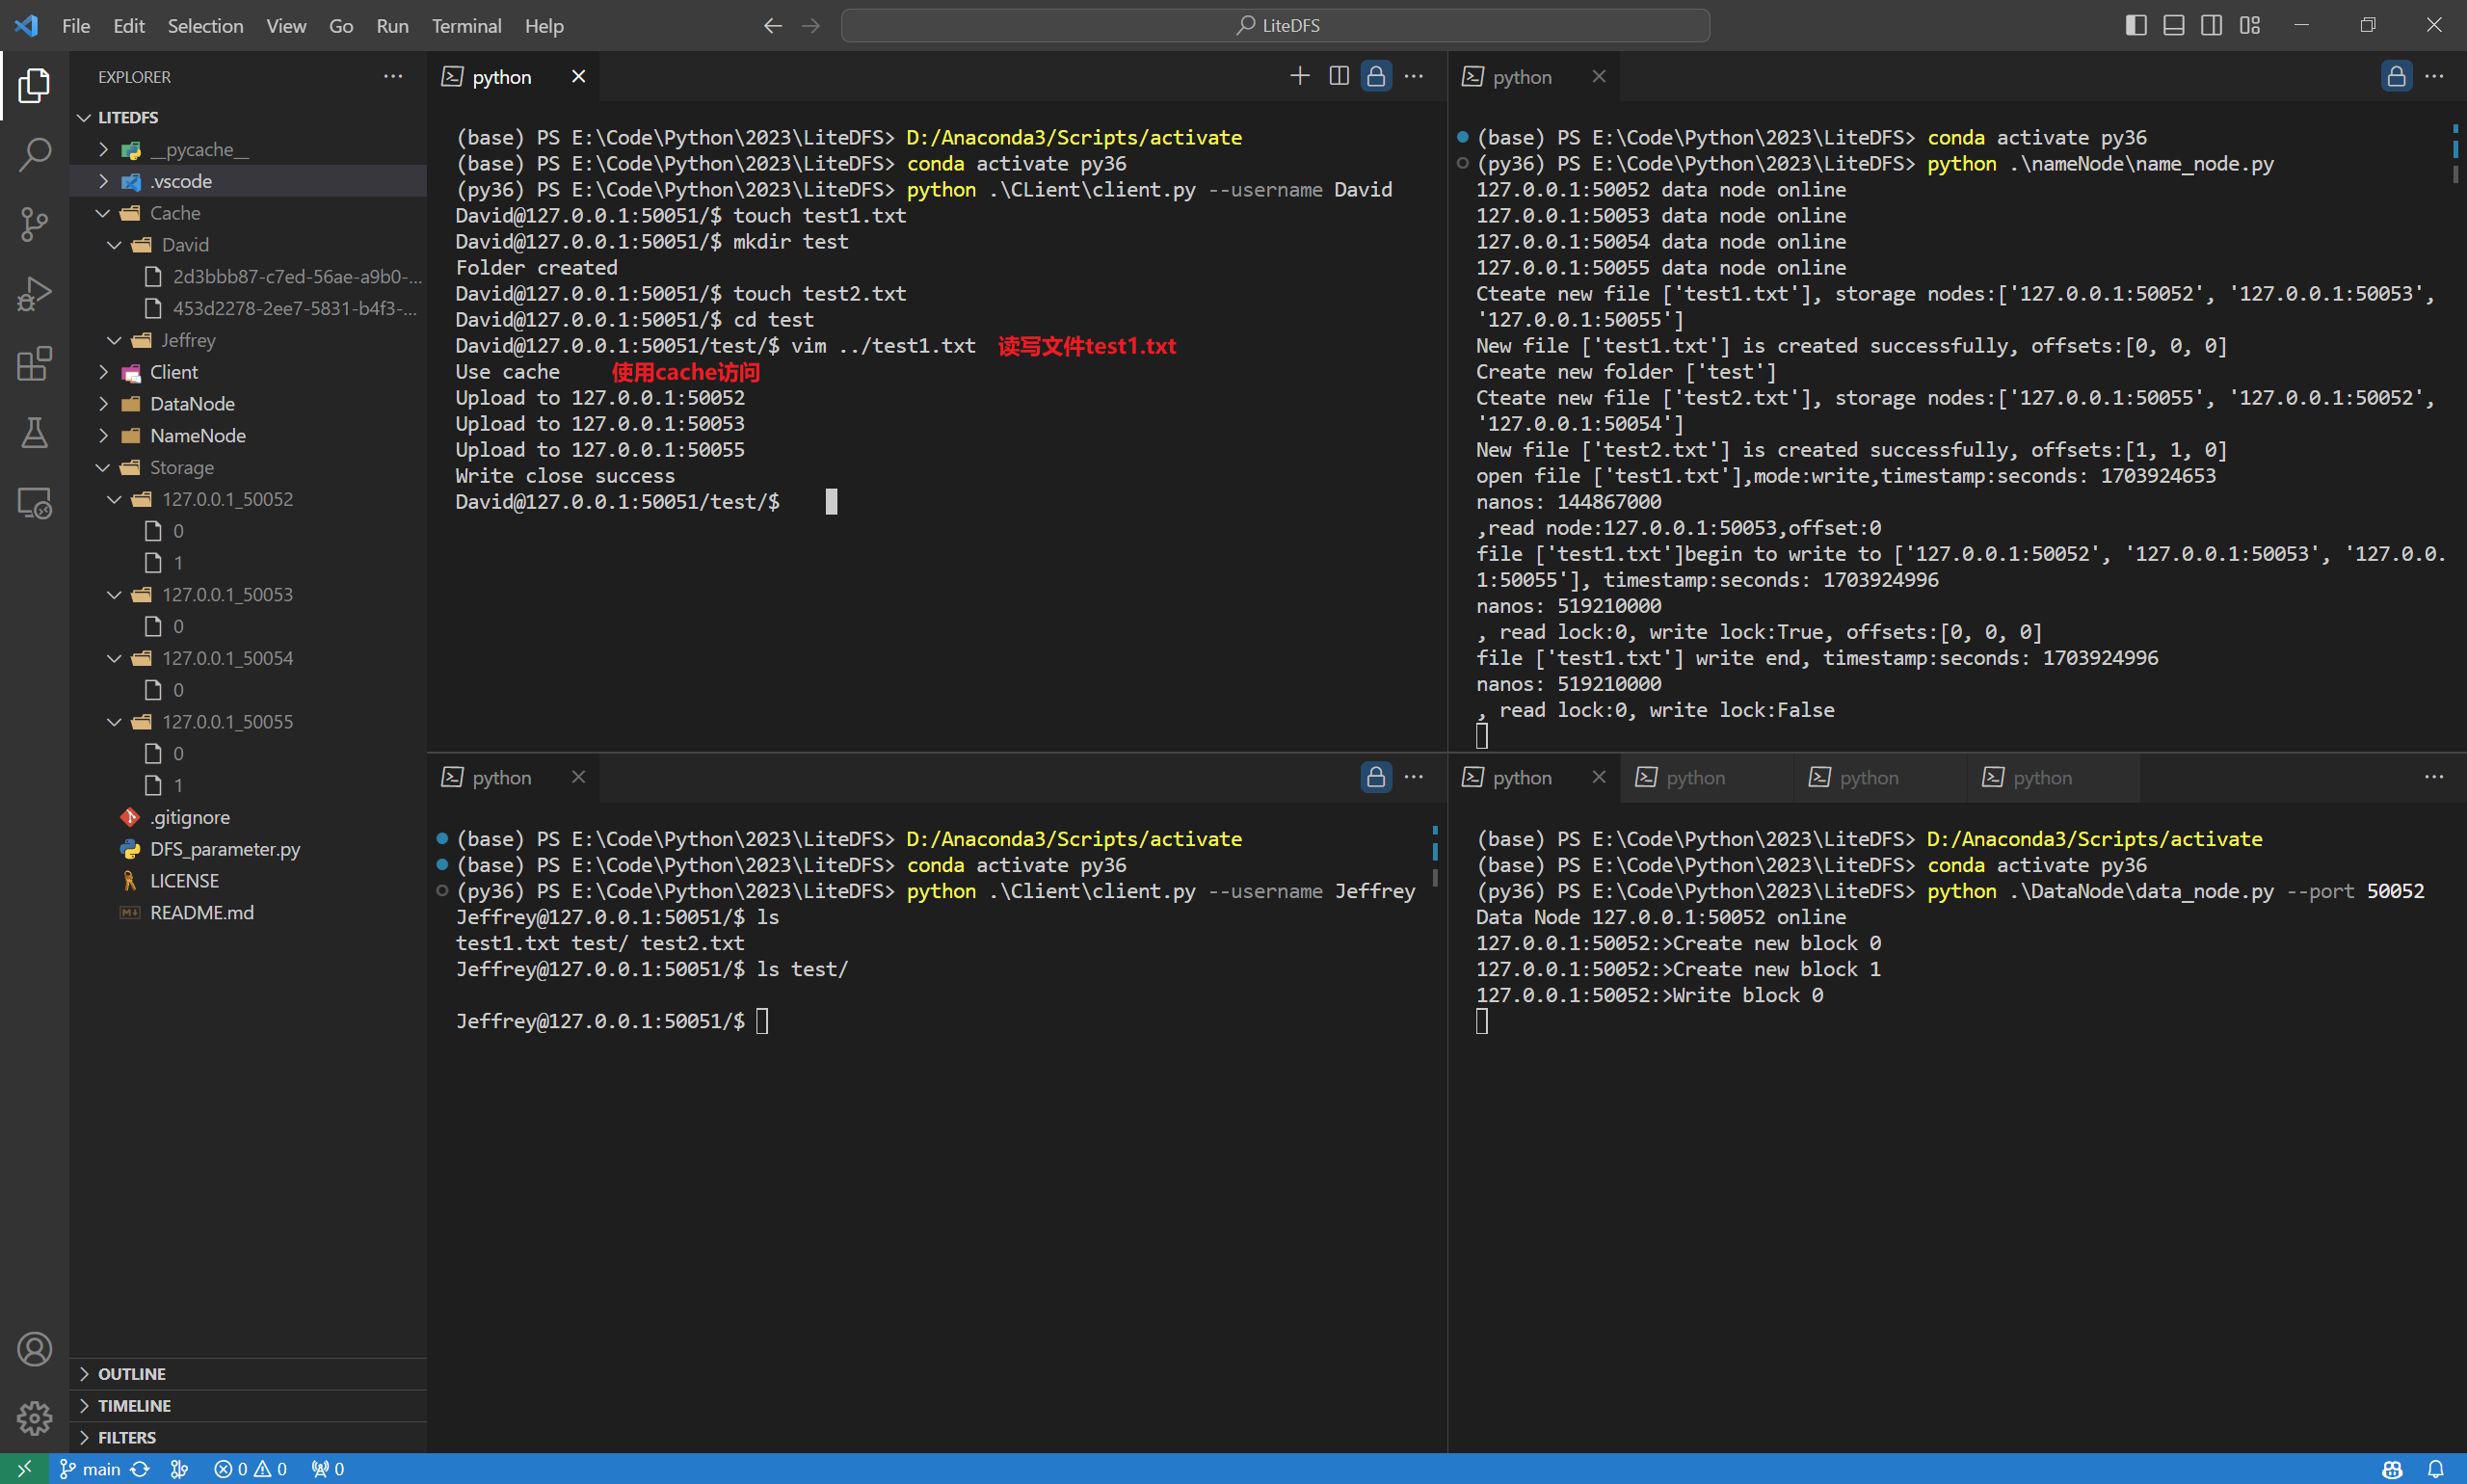 File Edit Selection View Go Run Terminal Help
LiteDFS
EXPLORER
LITEDFS
__pycache__
.vscode
Cache
David
2d3bbb87-c7ed-56ae-a9b0-...
453d2278-2ee7-5831-b4f3-...
Jeffrey
Client
DataNode
NameNode
Storage
127.0.0.1_50052
0
1
127.0.0.1_50053
0
127.0.0.1_50054
0
127.0.0.1_50055
0
1
.gitignore
DFS_parameter.py
LICENSE
README.md
OUTLINE
TIMELINE
FILTERS
python
(base) PS E:\Code\Python\2023\LiteDFS> D:/Anaconda3/Scripts/activate
(base) PS E:\Code\Python\2023\LiteDFS> conda activate py36
(py36) PS E:\Code\Python\2023\LiteDFS> python .\CLient\client.py --username David
David@127.0.0.1:50051/$ touch test1.txt
David@127.0.0.1:50051/$ mkdir test
Folder created
David@127.0.0.1:50051/$ touch test2.txt
David@127.0.0.1:50051/$ cd test
David@127.0.0.1:50051/test/$ vim ../test1.txt 读写文件test1.txt
Use cache 使用cache访问
Upload to 127.0.0.1:50052
Upload to 127.0.0.1:50053
Upload to 127.0.0.1:50055
Write close success
David@127.0.0.1:50051/test/$
python
(base) PS E:\Code\Python\2023\LiteDFS> conda activate py36
(py36) PS E:\Code\Python\2023\LiteDFS> python .\nameNode\name_node.py
127.0.0.1:50052 data node online
127.0.0.1:50053 data node online
127.0.0.1:50054 data node online
127.0.0.1:50055 data node online
Cteate new file ['test1.txt'], storage nodes:['127.0.0.1:50052', '127.0.0.1:50053',
'127.0.0.1:50055']
New file ['test1.txt'] is created successfully, offsets:[0, 0, 0]
Create new folder ['test']
Cteate new file ['test2.txt'], storage nodes:['127.0.0.1:50055', '127.0.0.1:50052',
'127.0.0.1:50054']
New file ['test2.txt'] is created successfully, offsets:[1, 1, 0]
open file ['test1.txt'],mode:write,timestamp:seconds: 1703924653
nanos: 144867000
,read node:127.0.0.1:50053,offset:0
file ['test1.txt']begin to write to ['127.0.0.1:50052', '127.0.0.1:50053', '127.0.0.
1:50055'], timestamp:seconds: 1703924996
nanos: 519210000
, read lock:0, write lock:True, offsets:[0, 0, 0]
file ['test1.txt'] write end, timestamp:seconds: 1703924996
nanos: 519210000
, read lock:0, write lock:False
python
(base) PS E:\Code\Python\2023\LiteDFS> D:/Anaconda3/Scripts/activate
(base) PS E:\Code\Python\2023\LiteDFS> conda activate py36
(py36) PS E:\Code\Python\2023\LiteDFS> python .\Client\client.py --username Jeffrey
Jeffrey@127.0.0.1:50051/$ ls
test1.txt test/ test2.txt
Jeffrey@127.0.0.1:50051/$ ls test/
Jeffrey@127.0.0.1:50051/$
python python python python
(base) PS E:\Code\Python\2023\LiteDFS> D:/Anaconda3/Scripts/activate
(base) PS E:\Code\Python\2023\LiteDFS> conda activate py36
(py36) PS E:\Code\Python\2023\LiteDFS> python .\DataNode\data_node.py --port 50052
Data Node 127.0.0.1:50052 online
127.0.0.1:50052:>Create new block 0
127.0.0.1:50052:>Create new block 1
127.0.0.1:50052:>Write block 0
main 0 0 0